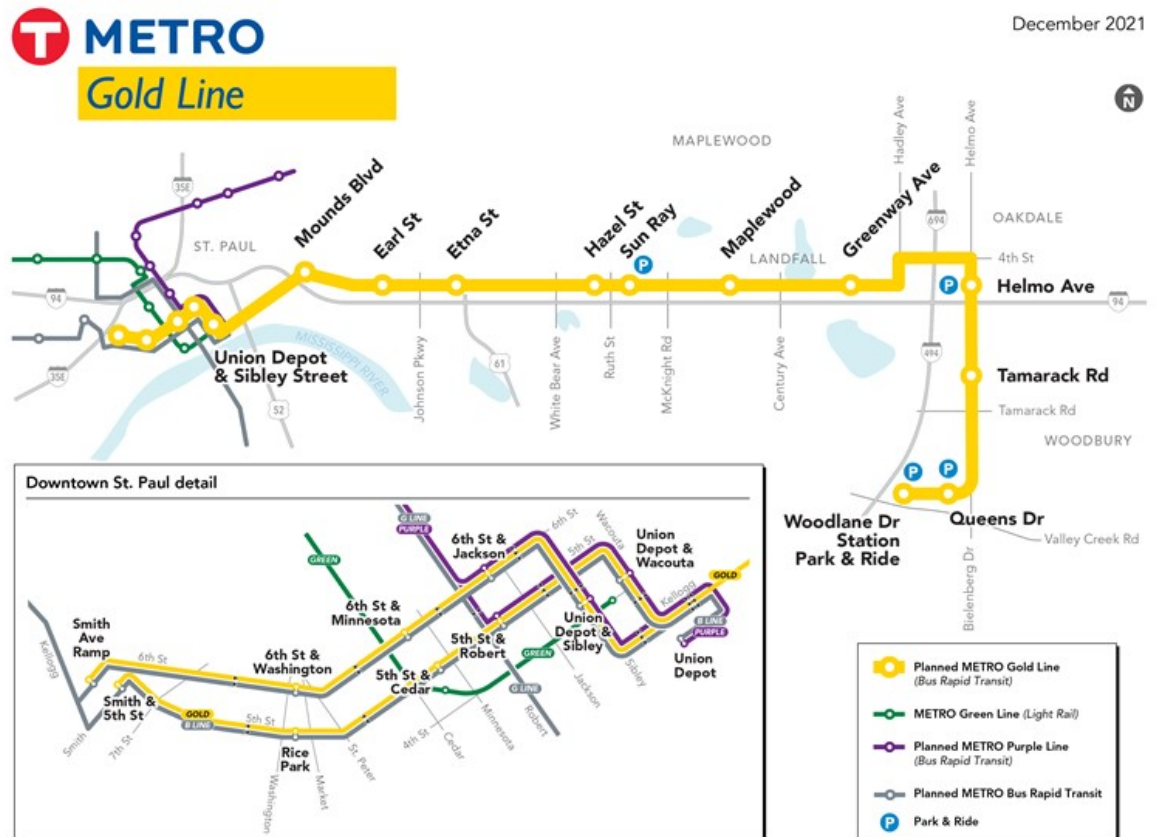 T METRO
Gold Line
December 2021
N
MAPLEWOOD
Hadley Ave
Helmo Ave
35E
ST. PAUL
Mounds Blvd
Earl St
Etna St
Hazel St
Sun Ray
P
Maplewood
LANDFALL
Greenway Ave
694
OAKDALE
4th St
94
P
Helmo Ave
94
Union Depot
& Sibley Street
MISSISSIPPI RIVER
35E
52
Johnson Pkwy
61
White Bear Ave
Ruth St
McKnight Rd
Century Ave
494
Tamarack Rd
Tamarack Rd
WOODBURY
P
P
Woodlane Dr
Station
Park & Ride
Queens Dr
Valley Creek Rd
Bielenberg Dr
Downtown St. Paul detail
G LINE
PURPLE
GREEN
6th St &
Jackson
6th St
5th St
Wacouta
Union
Depot &
Wacouta
GOLD
Kellogg
B LINE
PURPLE
Union
Depot
6th St &
Minnesota
5th St &
Robert
Union
Depot &
Sibley
Sibley
GREEN
Smith
Ave
Ramp
Kellogg
6th St
6th St &
Washington
5th St &
Cedar
G LINE
Jackson
Smith &
5th St
GOLD
B LINE
5th St
Rice
Park
Smith
7th St
St. Peter
4th St
Cedar
Minnesota
Robert
Washington
Market
Planned METRO Gold Line
(Bus Rapid Transit)
METRO Green Line (Light Rail)
Planned METRO Purple Line
(Bus Rapid Transit)
Planned METRO Bus Rapid Transit
P Park & Ride